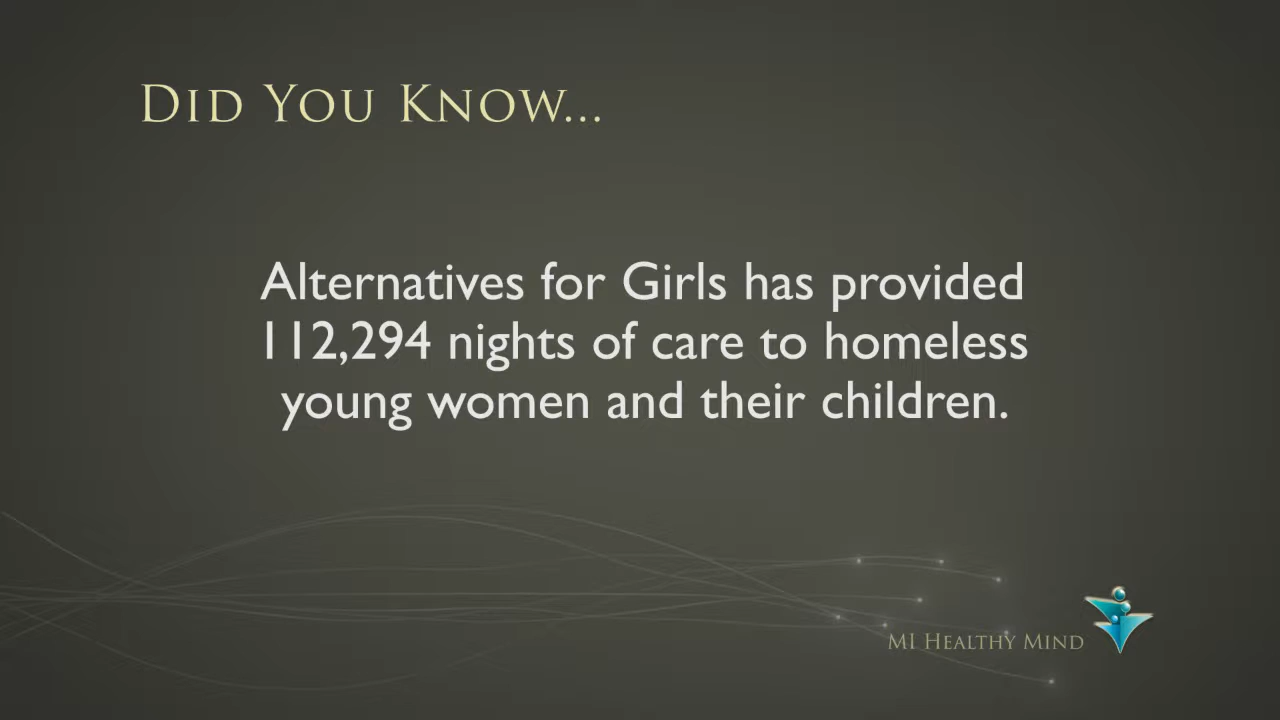 DID YOU KNOW...
Alternatives for Girls has provided
112,294 nights of care to homeless
young women and their children.
MI HEALTHY MIND